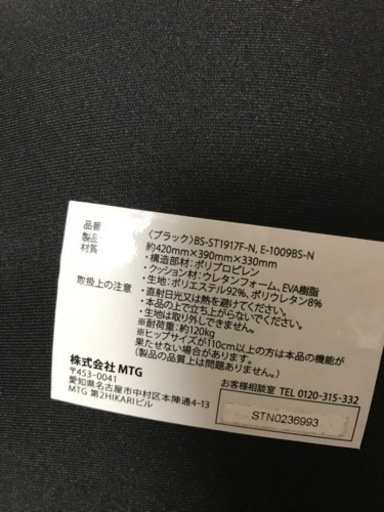 品番 〈ブラック〉BS-ST1917F-N, E-1009BS-N
製品 約420mm×390mm×330mm
材質 ・構造部材：ポリプロピレン
・クッション材：ウレタンフォーム、EVA樹脂
・生地：ポリエステル92%、ポリウレタン8%
取扱上の注意 ・直射日光又は熱を避けてください。
・本品の上で立ち上がらないでください。
・生地は取り外しできません。
※耐荷重：約120kg
※ヒップサイズが110cm以上の方は本品の機能が
果たせない場合があります。
(製品の品質上は問題ありません。)
株式会社 MTG
〒453-0041
愛知県名古屋市中村区本陣通4-13
MTG 第2HIKARIビル
お客様相談室 TEL 0120-315-332
STN0236993